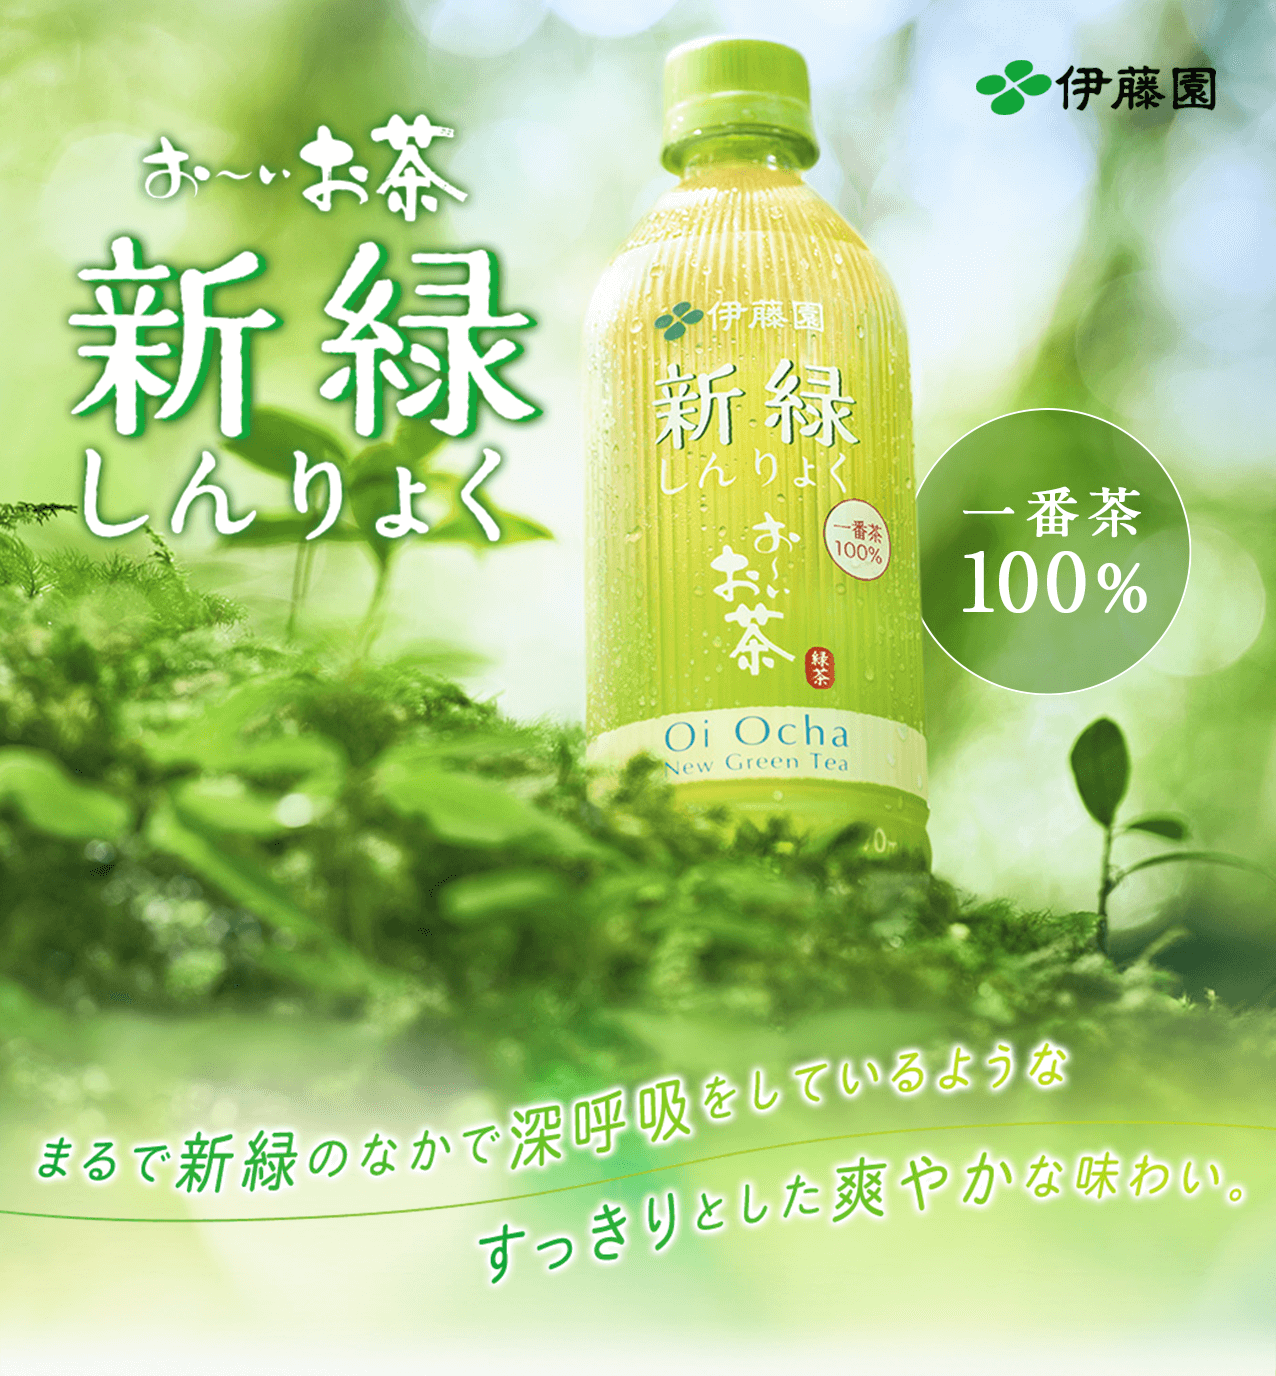 伊藤園
お～いお茶
新緑
しんりょく
伊藤園
新緑
しんりょく
一番茶
100%
お～い
お茶
緑茶
Oi Ocha
New Green Tea
一番茶
100%
まるで新緑のなかで深呼吸をしているような
すっきりとした爽やかな味わい。